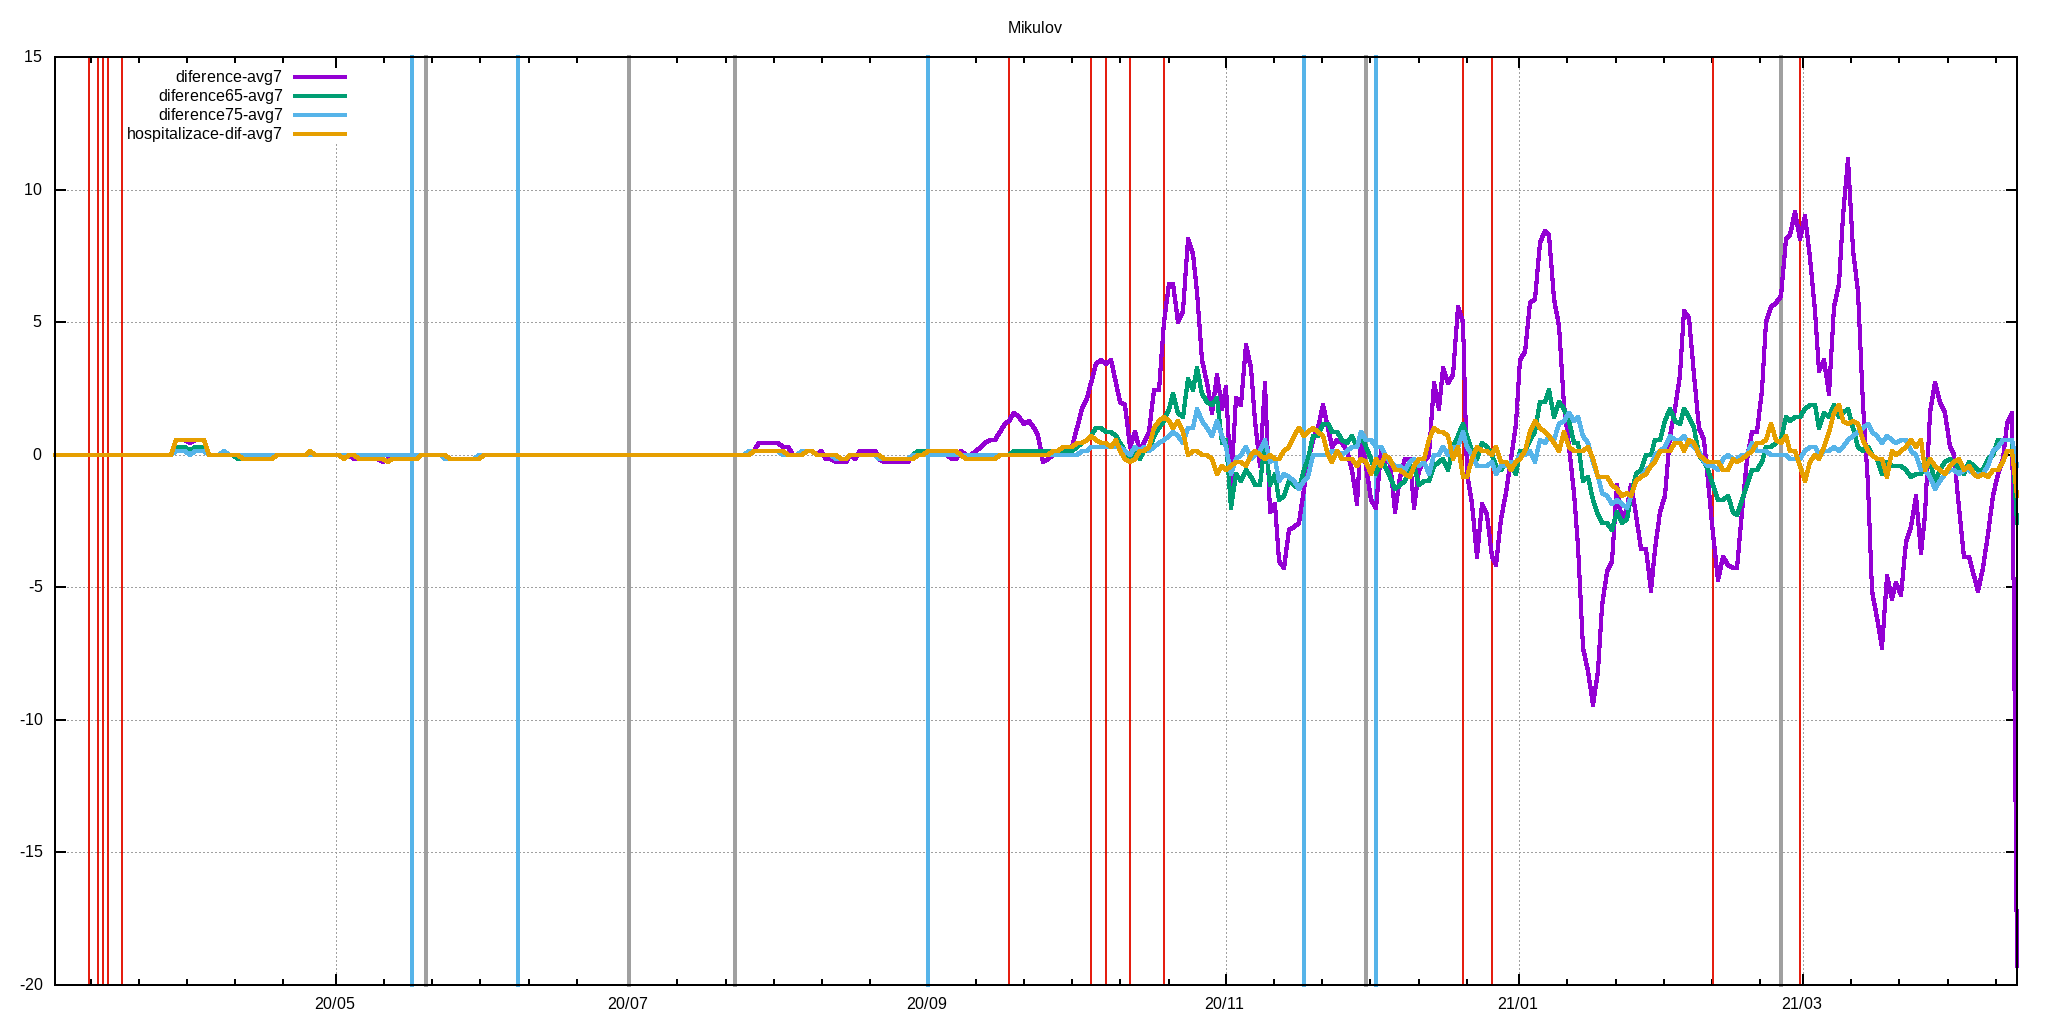 Mikulov
15
diference-avg7
diference65-avg7
diference75-avg7
hospitalizace-dif-avg7
10
5
0
-5
-10
-15
-20
20/05 20/07 20/09 20/11 21/01 21/03